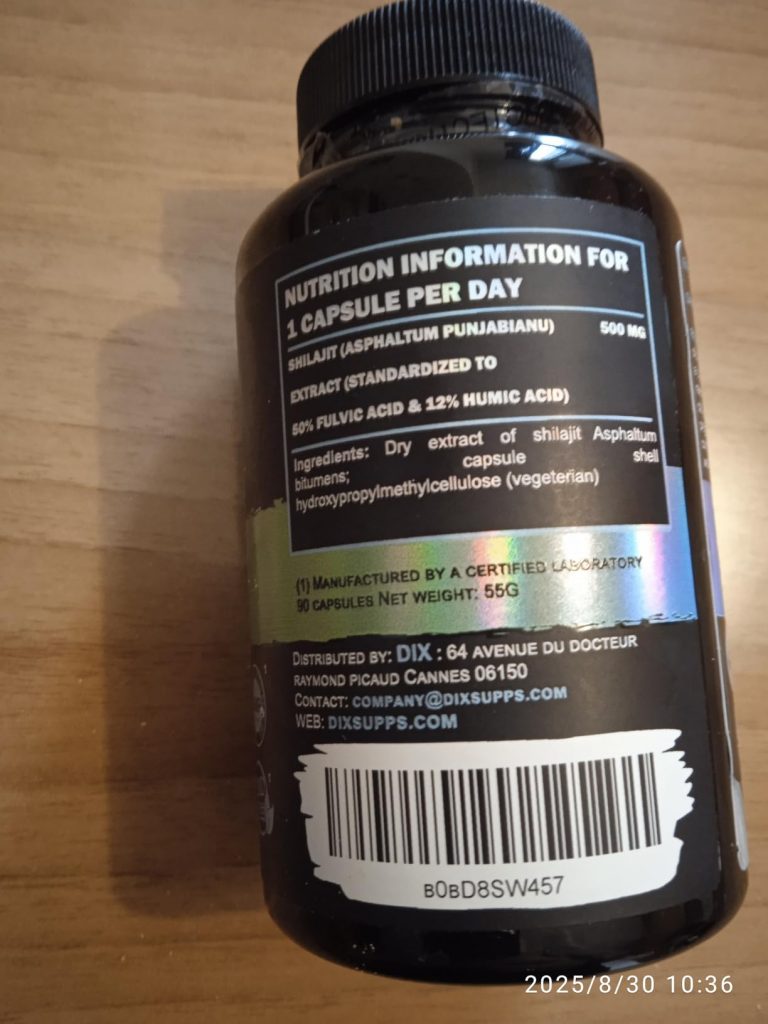 NUTRITION INFORMATION FOR
1 CAPSULE PER DAY
SHILAJIT (ASPHALTUM PUNJABIANU) 500 MG
EXTRACT (STANDARDIZED TO
50% FULVIC ACID & 12% HUMIC ACID)
Ingredients: Dry extract of shilajit Asphaltum
bitumens; capsule shell
hydroxypropylmethylcellulose (vegeterian)
(1) MANUFACTURED BY A CERTIFIED LABORATORY
90 CAPSULES NET WEIGHT: 55G
DISTRIBUTED BY: DIX : 64 AVENUE DU DOCTEUR
RAYMOND PICAUD CANNES 06150
CONTACT: COMPANY@DIXSUPPS.COM
WEB: DIXSUPPS.COM
B0BD8SW457
2025/8/30 10:36